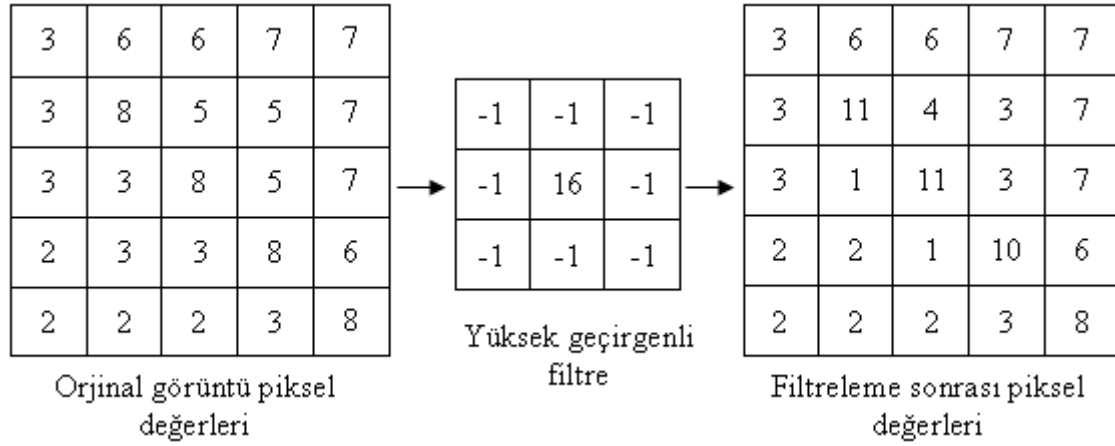 3 6 6 7 7
3 8 5 5 7
3 3 8 5 7
2 3 3 8 6
2 2 2 3 8
Orjinal görüntü piksel
değerleri
-1 -1 -1
-1 16 -1
-1 -1 -1
Yüksek geçirgenli
filtre
3 6 6 7 7
3 11 4 3 7
3 1 11 3 7
2 2 1 10 6
2 2 2 3 8
Filtreleme sonrası piksel
değerleri